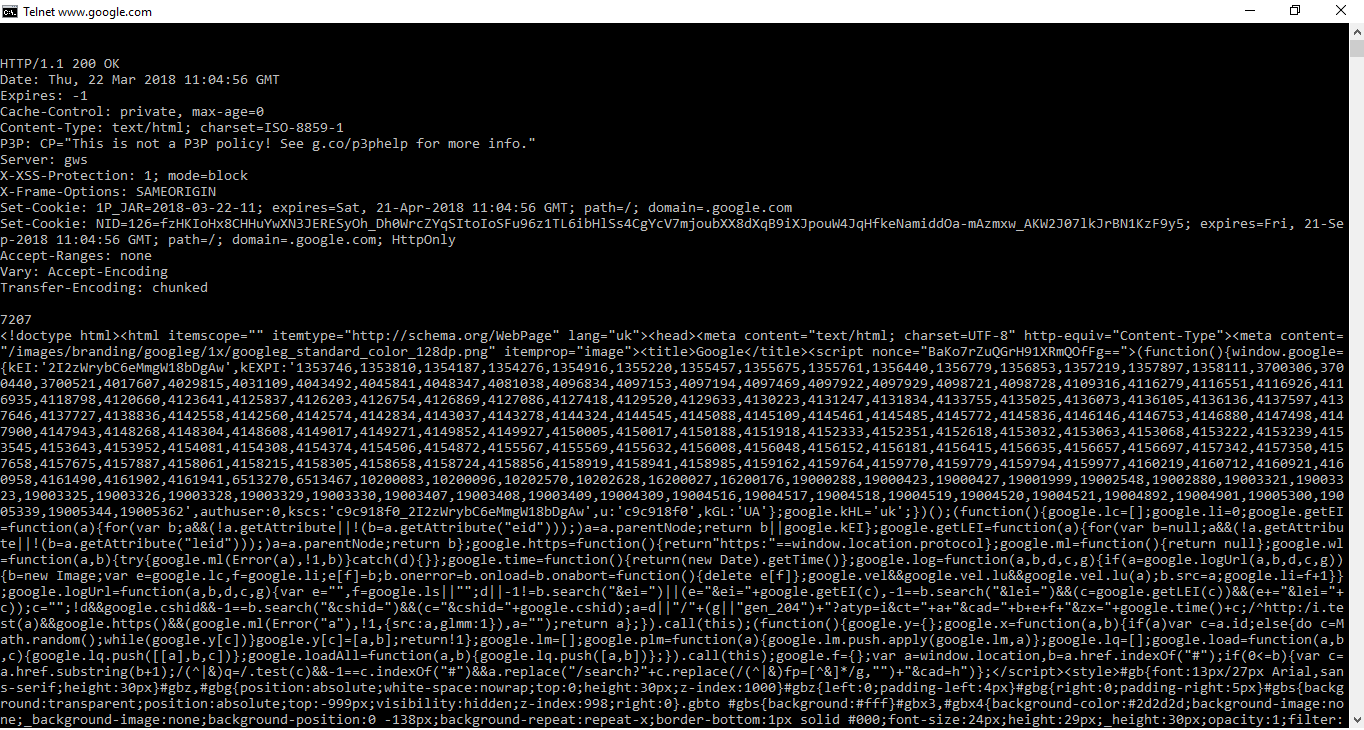 Telnet www.google.com
HTTP/1.1 200 OK
Date: Thu, 22 Mar 2018 11:04:56 GMT
Expires: -1
Cache-Control: private, max-age=0
Content-Type: text/html; charset=ISO-8859-1
P3P: CP="This is not a P3P policy! See g.co/p3phelp for more info."
Server: gws
X-XSS-Protection: 1; mode=block
X-Frame-Options: SAMEORIGIN
Set-Cookie: 1P_JAR=2018-03-22-11; expires=Sat, 21-Apr-2018 11:04:56 GMT; path=/; domain=.google.com
Set-Cookie: NID=126=fzHKIoHx8CHHuYwXN3JERESyOh_Dh0WrcZYqSItoIoSFu96z1TL6ibHlSs4CgYcV7mjoubXX8dXqB9iXJpouW4JqHfkeNamiddOa-mAzmxw_AKW2J07lkJrBN1KzF9y5; expires=Fri, 21-Se
p-2018 11:04:56 GMT; path=/; domain=.google.com; HttpOnly
Accept-Ranges: none
Vary: Accept-Encoding
Transfer-Encoding: chunked
7207
<!doctype html><html itemscope="" itemtype="http://schema.org/WebPage" lang="uk"><head><meta content="text/html; charset=UTF-8" http-equiv="Content-Type"><meta content=
"/images/branding/googleg/1x/googleg_standard_color_128dp.png" itemprop="image"><title>Google</title><script nonce="BaKo7rZuQGrH91XRmQOfFg==">(function(){window.google=
{kEI:'2I2zWrybC6eMmgW18bDgAw',kEXPI:'1353746,1353810,1354187,1354276,1354916,1355220,1355457,1355675,1355761,1356779,1356853,1357219,1357897,1358111,3700306,370
0440,3700521,4017607,4029815,4031109,4043492,4045841,4048347,4081038,4096834,4097153,4097194,4097469,4097922,4097929,4098721,4098728,4109316,4116279,4116551,4116926,411
6935,4118798,4120660,4123641,4125837,4126203,4126754,4126869,4127086,4127418,4129520,4129633,4130223,4131247,4131834,4133755,4135025,4136073,4136105,4136136,4137597,413
7646,4137727,4138836,4142558,4142560,4142574,4142834,4143037,4143278,4144324,4144545,4145088,4145109,4145461,4145485,4145772,4145836,4146146,4146753,4146880,4147498,414
7900,4147943,4148268,4148304,4148608,4149017,4149271,4149852,4149927,4150005,4150017,4150188,4151918,4152333,4152351,4152618,4153032,4153063,4153068,4153222,4153239,415
3545,4153643,4153952,4154081,4154308,4154374,4154506,4154872,4155567,4155569,4155632,4156008,4156048,4156152,4156181,4156415,4156635,4156657,4156697,4157342,4157350,415
7658,4157675,4157887,4158061,4158215,4158305,4158658,4158724,4158856,4158919,4158941,4158985,4159162,4159764,4159770,4159779,4159794,4159977,4160219,4160712,4160921,416
0958,4161490,4161902,4161941,6513270,6513467,10200083,10200096,10202570,10202628,16200027,16200176,19000288,19000423,19000427,19001999,19002548,19002880,19003321,190033
23,19003325,19003326,19003328,19003329,19003330,19003407,19003408,19003409,19004309,19004516,19004517,19004518,19004519,19004520,19004521,19004892,19004901,19005300,190
05339,19005344,19005362',authuser:0,kscs:'c9c918f0_2I2zWrybC6eMmgW18bDgAw',u:'c9c918f0',kGL:'UA'};google.kHL='uk';})();(function(){google.lc=[];google.li=0;google.getEI
=function(a){for(var b;a&&(!a.getAttribute||!(b=a.getAttribute("eid")));)a=a.parentNode;return b||google.kEI};google.getLEI=function(a){for(var b=null;a&&(!a.getAttribu
te||!(b=a.getAttribute("leid")));)a=a.parentNode;return b};google.https=function(){return"https:"==window.location.protocol};google.ml=function(){return null};google.wl
=function(a,b){try{google.ml(Error(a),!1,b)}catch(d){}};google.time=function(){return(new Date).getTime()};google.log=function(a,b,d,c,g){if(a=google.logUrl(a,b,d,c,g))
{b=new Image;var e=google.lc,f=google.li;e[f]=b;b.onerror=b.onload=b.onabort=function(){delete e[f]};google.vel&&google.vel.lu&&google.vel.lu(a);b.src=a;google.li=f+1}}
;google.logUrl=function(a,b,d,c,g){var e="",f=google.ls||"";d||-1!=b.search("&ei=")||(e="&ei="+google.getEI(c),-1==b.search("&lei=")&&(c=google.getLEI(c))&&(e+="&lei="+
c));c="";!d&&google.cshid&&-1==b.search("&cshid=")&&(c="&cshid="+google.cshid);a=d||"/"+(g||"gen_204")+"?atyp=i&ct="+a+"&cad="+b+e+f+"&zx="+google.time()+c;/^http:/i.te
st(a)&&google.https()&&(google.ml(Error("a"),!1,{src:a,glmm:1}),a="");return a};}).call(this);(function(){google.y={};google.x=function(a,b){if(a)var c=a.id;else{do c=M
ath.random();while(google.y[c])}google.y[c]=[a,b];return!1};google.lm=[];google.plm=function(a){google.lm.push.apply(google.lm,a)};google.lq=[];google.load=function(a,b
,c){google.lq.push([[a],b,c])};google.loadAll=function(a,b){google.lq.push([a,b])};}).call(this);google.f={};var a=window.location,b=a.href.indexOf("#");if(0<=b){var c=
a.href.substring(b+1);/(^|&)q=/.test(c)&&-1==c.indexOf("#")&&a.replace("/search?"+c.replace(/(^|&)fp=[^&]*/g,"")+"&cad=h")};</script><style>#gb{font:13px/27px Arial,san
s-serif;height:30px}#gbz,#gbg{position:absolute;white-space:nowrap;top:0;height:30px;z-index:1000}#gbz{left:0;padding-left:4px}#gbg{right:0;padding-right:5px}#gbs{backg
round:transparent;position:absolute;top:-999px;visibility:hidden;z-index:998;right:0}.gbto #gbs{background:#fff}#gbx3,#gbx4{background-color:#2d2d2d;background-image:no
ne;_background-image:none;background-position:0 -138px;background-repeat:repeat-x;border-bottom:1px solid #000;font-size:24px;height:29px;_height:30px;opacity:1;filter: